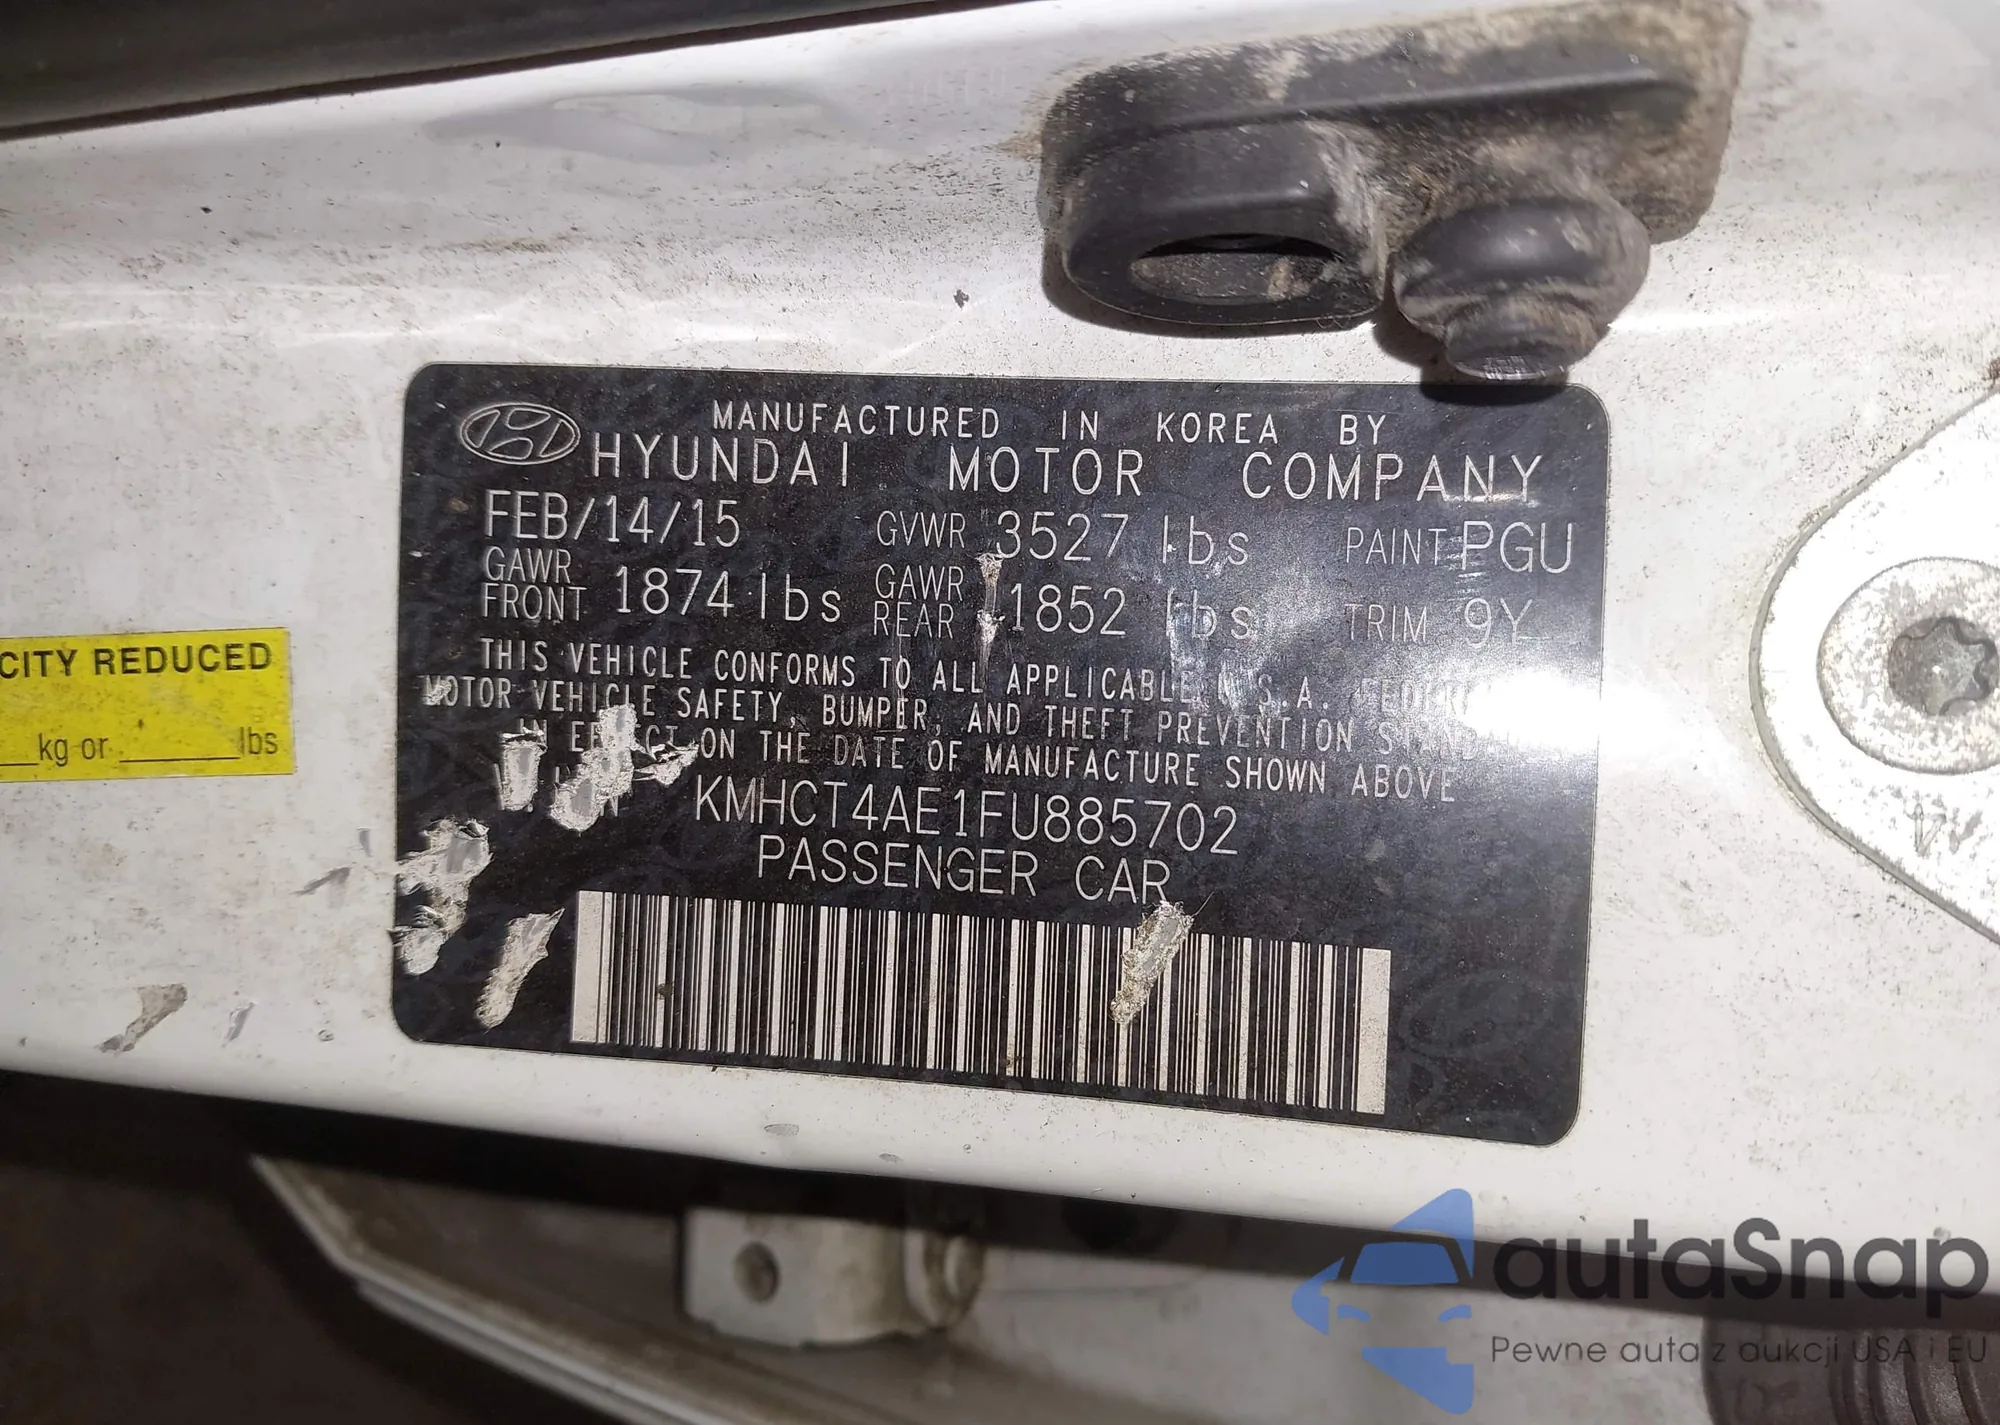 MANUFACTURED IN KOREA BY
HYUNDAI MOTOR COMPANY
FEB/14/15 GVWR 3527 lbs PAINT PGU
GAWR FRONT 1874 lbs GAWR REAR 1852 lbs TRIM 9Y
THIS VEHICLE CONFORMS TO ALL APPLICABLE U.S.A.
MOTOR VEHICLE SAFETY, BUMPER, AND THEFT PREVENTION
IN EFFECT ON THE DATE OF MANUFACTURE SHOWN ABOVE
KMHCT4AE1FU885702
PASSENGER CAR
CITY REDUCED
kg or lbs
autaSnap
Pewne auta z aukcji USA i EU